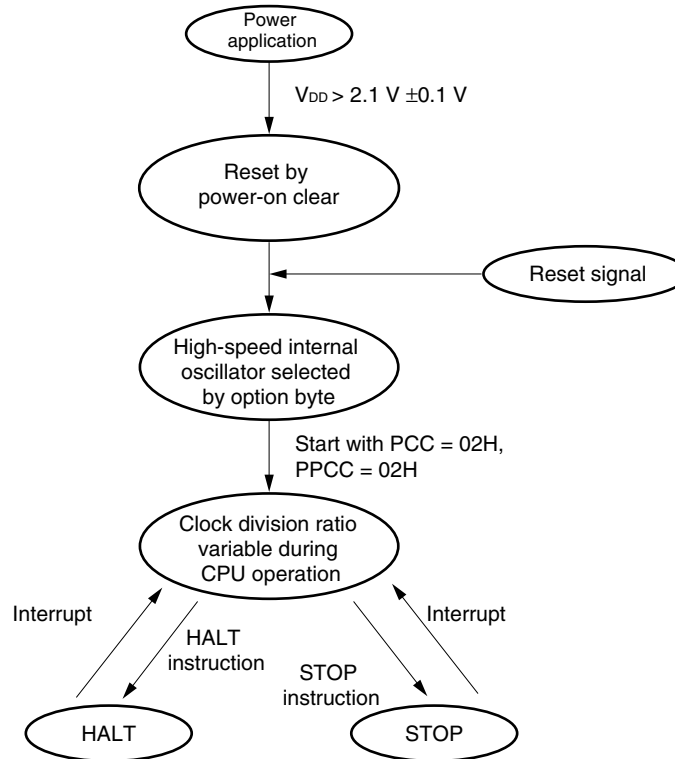 Power
application
VDD > 2.1 V ±0.1 V
Reset by
power-on clear
Reset signal
High-speed internal
oscillator selected
by option byte
Start with PCC = 02H,
PPCC = 02H
Clock division ratio
variable during
CPU operation
Interrupt
HALT
instruction
STOP
instruction
Interrupt
HALT
STOP